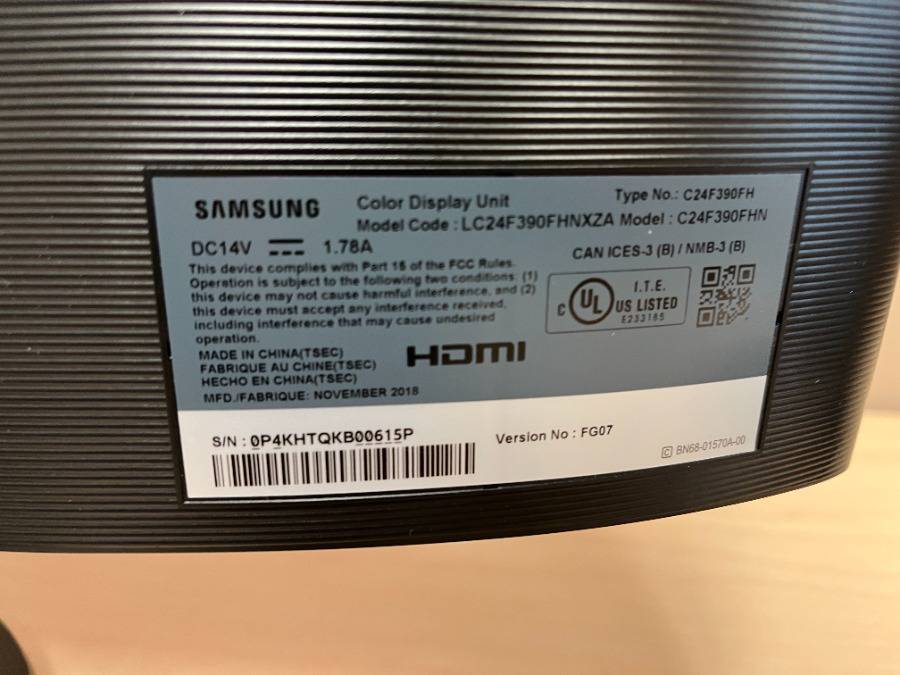 SAMSUNG
Color Display Unit
Type No.: C24F390FH
Model Code : LC24F390FHNXZA Model : C24F390FHN
DC14V 1.78A
CAN ICES-3 (B) / NMB-3 (B)
This device complies with Part 15 of the FCC Rules.
Operation is subject to the following two conditions: (1)
this device may not cause harmful interference, and (2)
this device must accept any interference received,
including interference that may cause undesired
operation.
C UL
I.T.E.
US LISTED
E233185
MADE IN CHINA(TSEC)
FABRIQUE AU CHINE(TSEC)
HECHO EN CHINA(TSEC)
MFD./FABRIQUE: NOVEMBER 2018
HDMI
S/N : 0P4KHTQKB00615P
Version No : FG07
C BN68-01570A-00